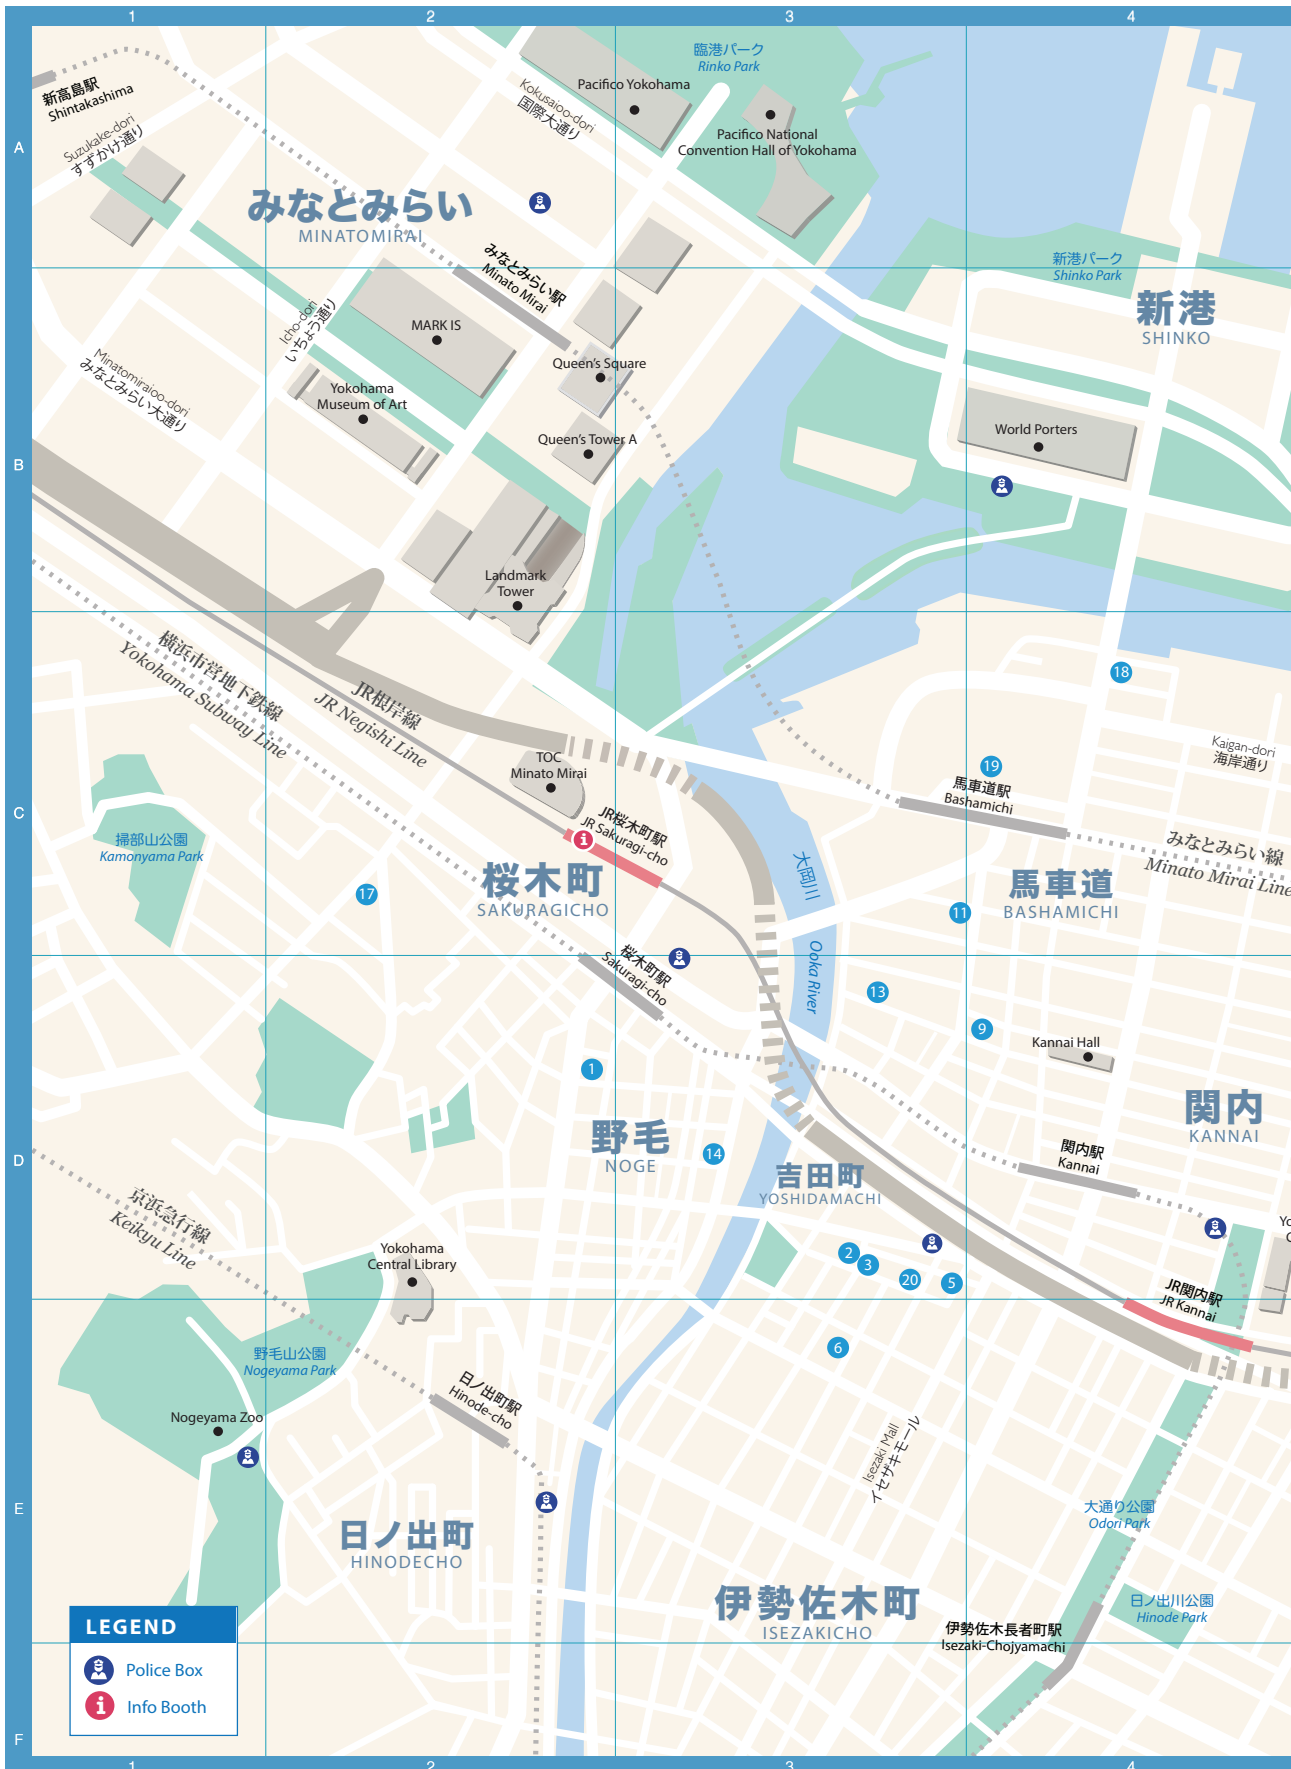 1
2
3
4
A
B
C
D
E
F
新高島駅
Shintakashima
Suzukake-dori
すずかけ通り
みなとみらい
MINATOMIRAI
Kokusaioo-dori
国際大通り
Pacifico Yokohama
臨港パーク
Rinko Park
Pacifico National
Convention Hall of Yokohama
みなとみらい駅
Minato Mirai
新港パーク
Shinko Park
新港
SHINKO
Icho-dori
いちょう通り
MARK IS
Minatomiraioo-dori
みなとみらい大通り
Yokohama
Museum of Art
Queen's Square
Queen's Tower A
World Porters
Landmark
Tower
横浜市営地下鉄線
Yokohama Subway Line
JR根岸線
JR Negishi Line
TOC
Minato Mirai
18
Kaigan-dori
海岸通り
19
馬車道駅
Bashamichi
掃部山公園
Kamonyama Park
JR桜木町駅
JR Sakuragi-cho
みなとみらい線
Minato Mirai Line
17
桜木町
SAKURAGICHO
大岡川
Ooka River
馬車道
BASHAMICHI
11
桜木町駅
Sakuragi-cho
13
9
Kannai Hall
1
野毛
NOGE
14
吉田町
YOSHIDAMACHI
関内
KANNAI
関内駅
Kannai
京浜急行線
Keikyu Line
Yokohama
Central Library
2
3
20
5
JR関内駅
JR Kannai
6
野毛山公園
Nogeyama Park
Nogeyama Zoo
日ノ出町駅
Hinode-cho
Isezaki Mall
イセザキモール
大通り公園
Odori Park
日ノ出町
HINODECHO
伊勢佐木町
ISEZAKICHO
日ノ出川公園
Hinode Park
伊勢佐木長者町駅
Isezaki-Chojyamachi
LEGEND
Police Box
Info Booth
1
2
3
4